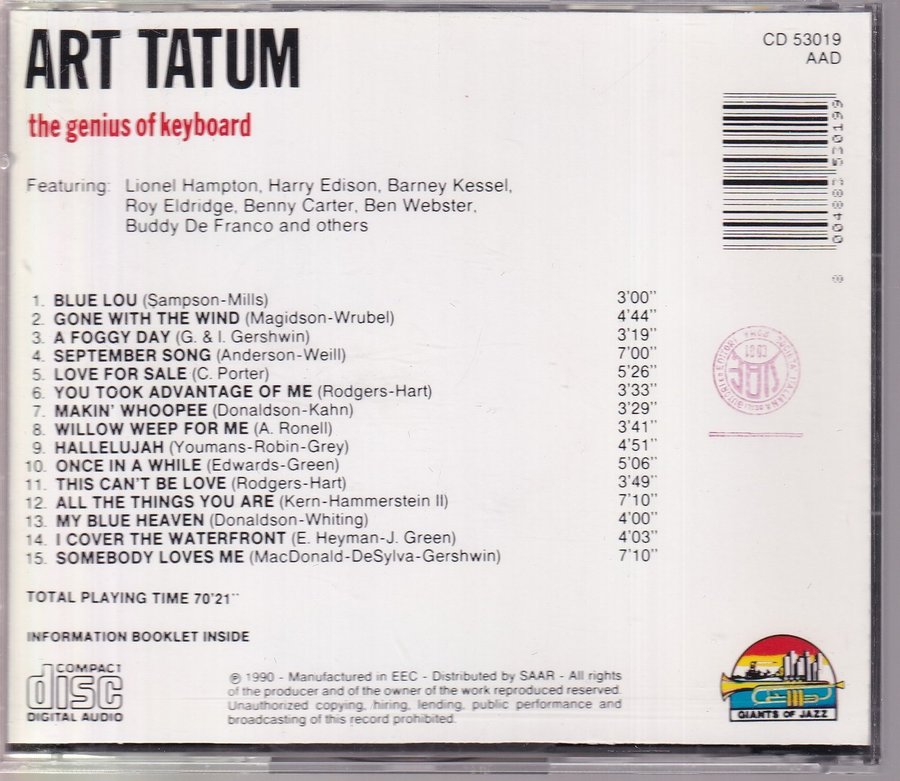 ART TATUM
the genius of keyboard
CD 53019
AAD
Featuring: Lionel Hampton, Harry Edison, Barney Kessel,
Roy Eldridge, Benny Carter, Ben Webster,
Buddy De Franco and others
1. BLUE LOU (Sampson-Mills) 3'00"
2. GONE WITH THE WIND (Magidson-Wrubel) 4'44"
3. A FOGGY DAY (G. & I. Gershwin) 3'19"
4. SEPTEMBER SONG (Anderson-Weill) 7'00"
5. LOVE FOR SALE (C. Porter) 5'26"
6. YOU TOOK ADVANTAGE OF ME (Rodgers-Hart) 3'33"
7. MAKIN' WHOOPEE (Donaldson-Kahn) 3'29"
8. WILLOW WEEP FOR ME (A. Ronell) 3'41"
9. HALLELUJAH (Youmans-Robin-Grey) 4'51"
10. ONCE IN A WHILE (Edwards-Green) 5'06"
11. THIS CAN'T BE LOVE (Rodgers-Hart) 3'49"
12. ALL THE THINGS YOU ARE (Kern-Hammerstein II) 7'10"
13. MY BLUE HEAVEN (Donaldson-Whiting) 4'00"
14. I COVER THE WATERFRONT (E. Heyman-J. Green) 4'03"
15. SOMEBODY LOVES ME (MacDonald-DeSylva-Gershwin) 7'10"
TOTAL PLAYING TIME 70'21"
INFORMATION BOOKLET INSIDE
COMPACT
disc
DIGITAL AUDIO
℗ 1990 - Manufactured in EEC - Distributed by SAAR - All rights
of the producer and of the owner of the work reproduced reserved.
Unauthorized copying, hiring, lending, public performance and
broadcasting of this record prohibited.
GIANTS OF JAZZ